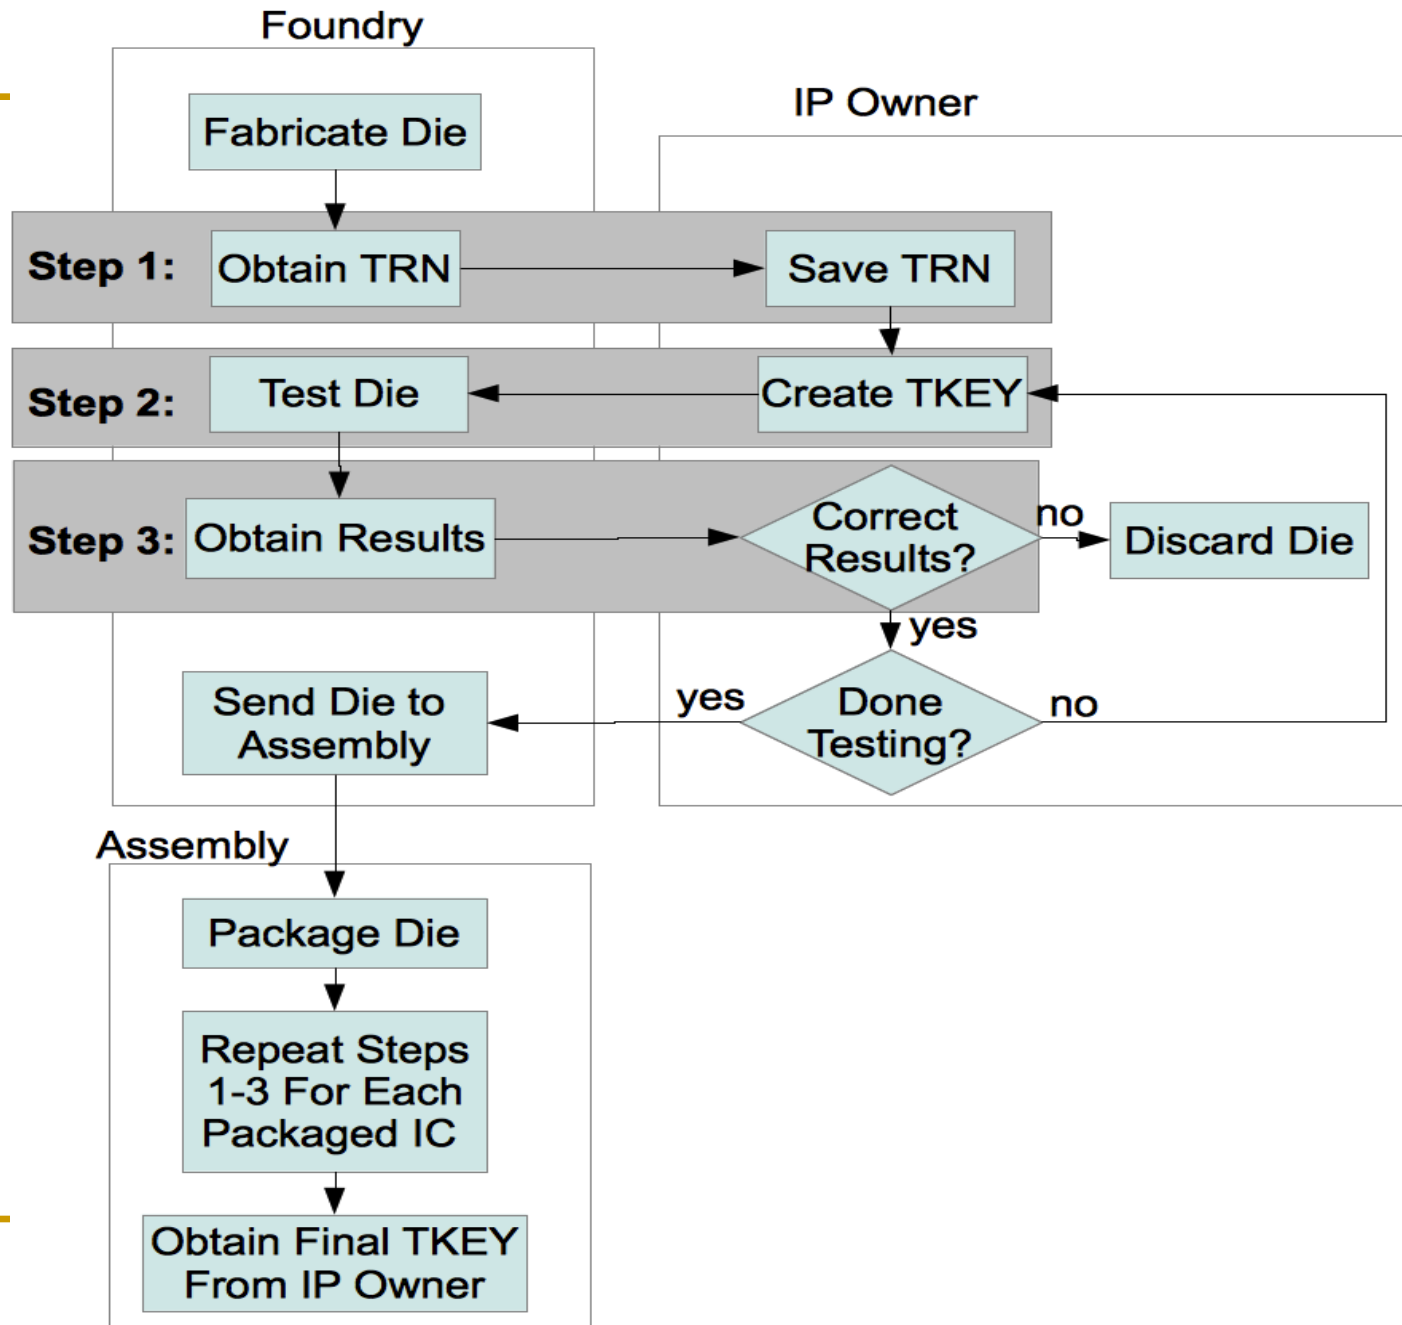 Foundry
IP Owner
Fabricate Die
Step 1:
Obtain TRN
Save TRN
Step 2:
Test Die
Create TKEY
Step 3:
Obtain Results
Correct
Results?
no
Discard Die
yes
Send Die to
Assembly
yes
Done
Testing?
no
Assembly
Package Die
Repeat Steps
1-3 For Each
Packaged IC
Obtain Final TKEY
From IP Owner